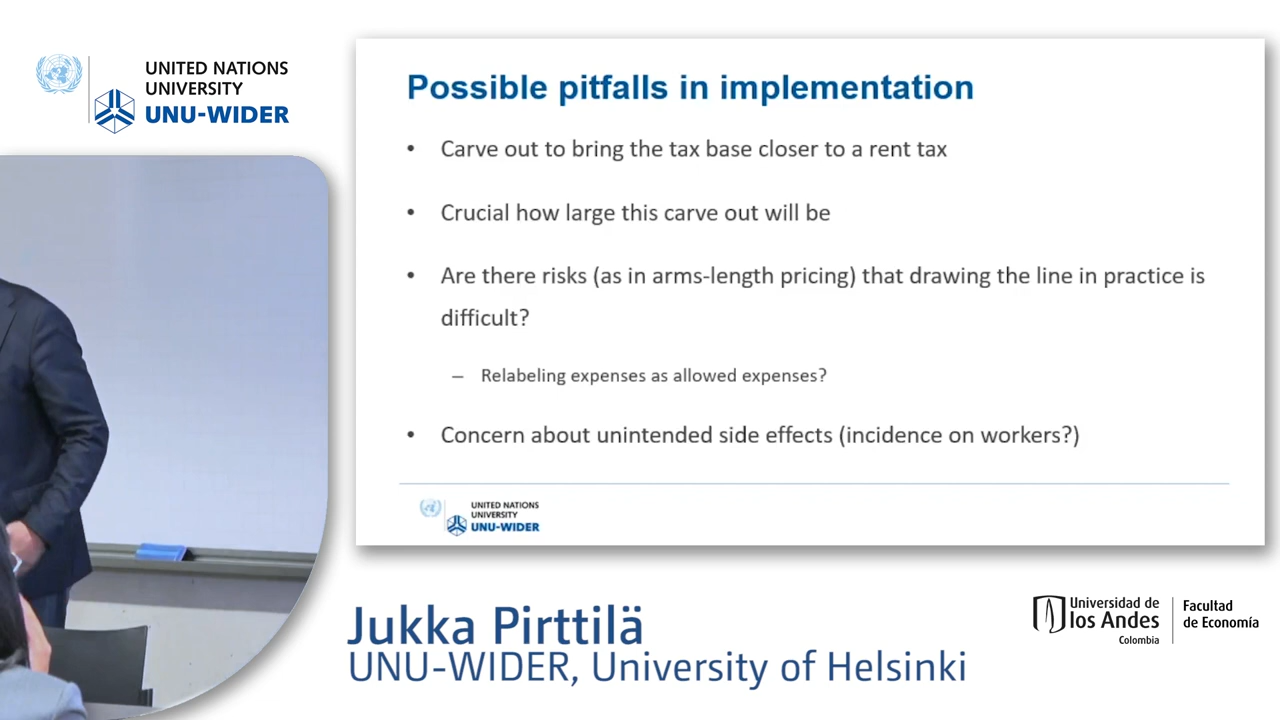 UNITED NATIONS
UNIVERSITY
UNU-WIDER
Possible pitfalls in implementation
• Carve out to bring the tax base closer to a rent tax
• Crucial how large this carve out will be
• Are there risks (as in arms-length pricing) that drawing the line in practice is
difficult?
– Relabeling expenses as allowed expenses?
• Concern about unintended side effects (incidence on workers?)
UNITED NATIONS
UNIVERSITY
UNU-WIDER
Jukka Pirttilä
UNU-WIDER, University of Helsinki
Universidad de
los Andes
Colombia
Facultad
de Economía